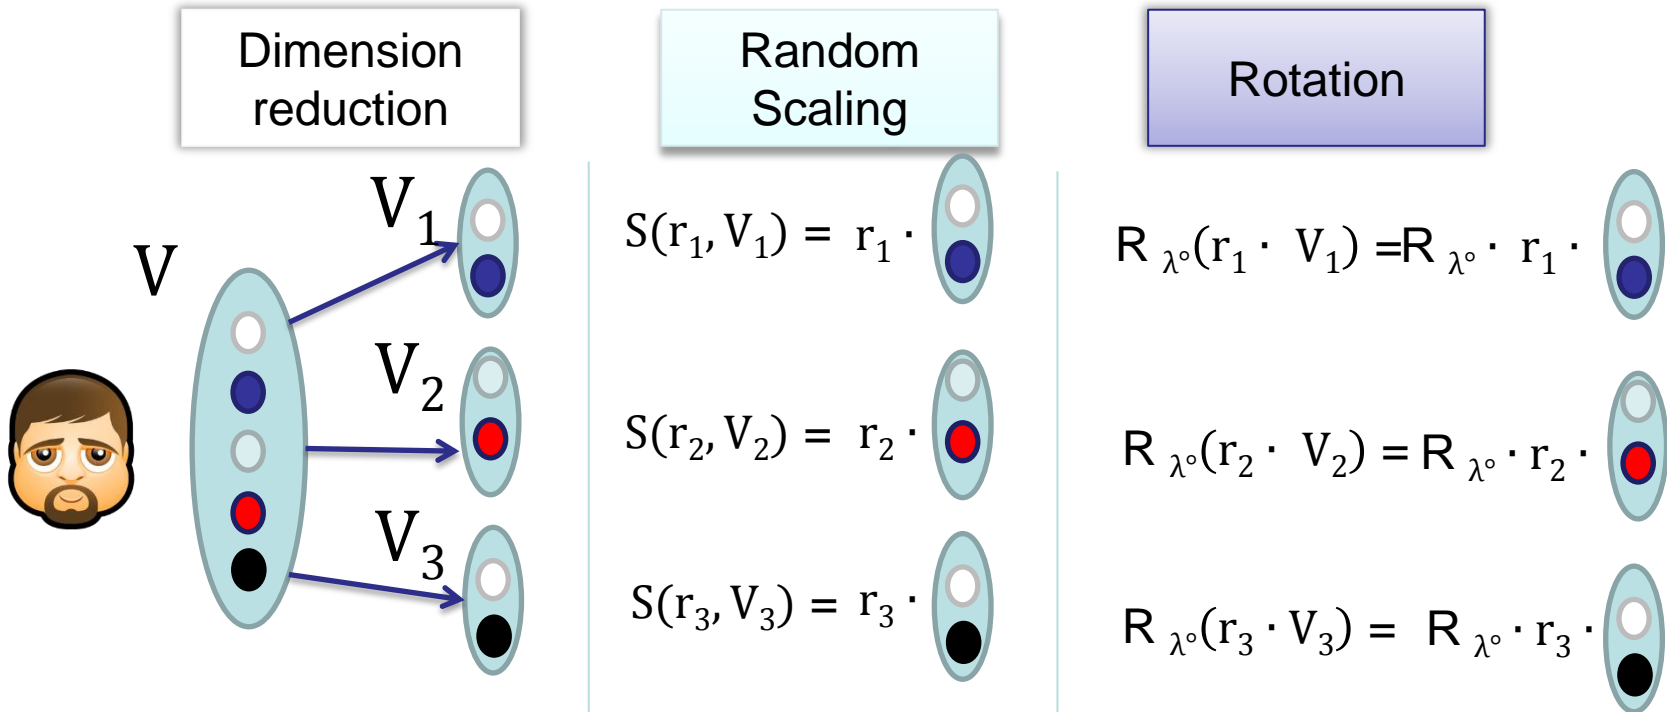 Dimension
reduction
Random
Scaling
Rotation
V
V₁
V₂
V₃
S(r₁, V₁) = r₁ ·
S(r₂, V₂) = r₂ ·
S(r₃, V₃) = r₃ ·
R λ°(r₁ · V₁) =R λ° · r₁ ·
R λ°(r₂ · V₂) = R λ° · r₂ ·
R λ°(r₃ · V₃) = R λ° · r₃ ·